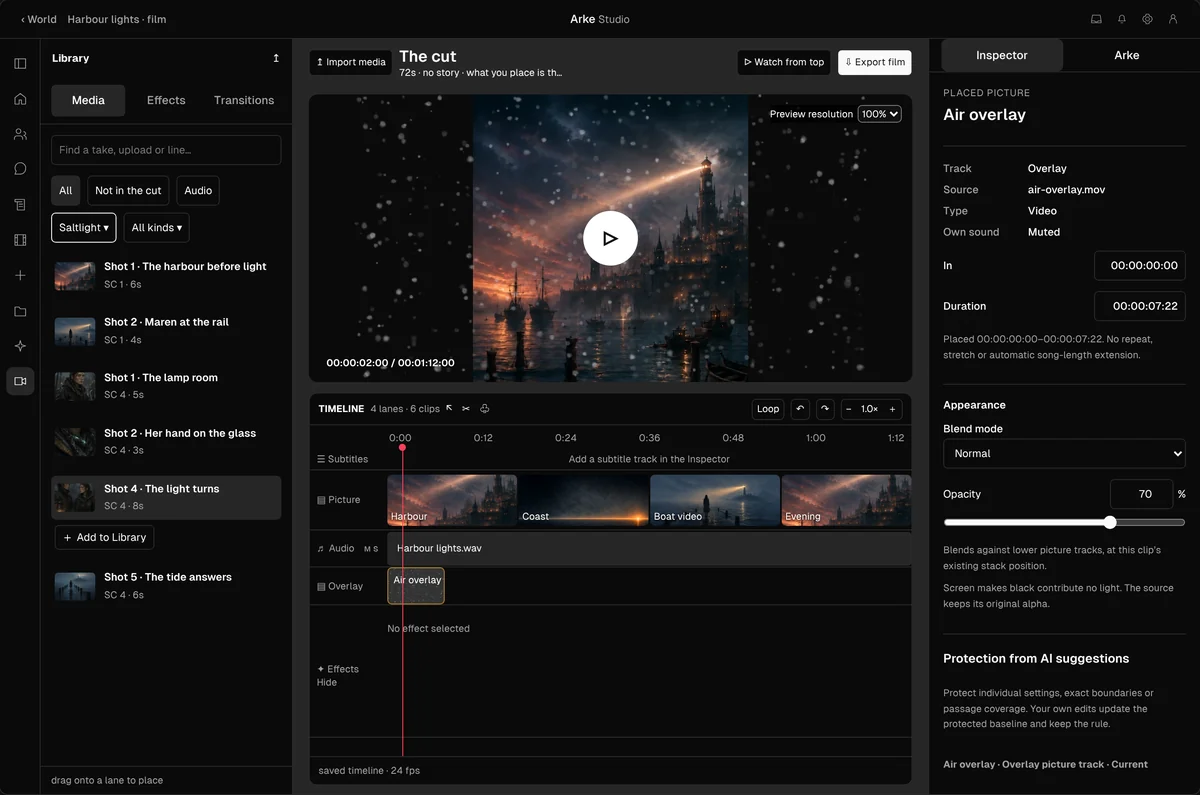 ‹ World Harbour lights · film
Arke Studio
Library
Media Effects Transitions
Find a take, upload or line...
All Not in the cut Audio
Saltlight ▾ All kinds ▾
Shot 1 · The harbour before light
SC 1 · 6s
Shot 2 · Maren at the rail
SC 1 · 4s
Shot 1 · The lamp room
SC 4 · 5s
Shot 2 · Her hand on the glass
SC 4 · 3s
Shot 4 · The light turns
SC 4 · 8s
+ Add to Library
Shot 5 · The tide answers
SC 4 · 6s
drag onto a lane to place
Import media
The cut
72s · no story · what you place is th...
Watch from top
Export film
Preview resolution 100%
00:00:02:00 / 00:01:12:00
TIMELINE 4 lanes · 6 clips
Loop − 1.0× +
0:00 0:12 0:24 0:36 0:48 1:00 1:12
Subtitles Add a subtitle track in the Inspector
Picture Harbour Coast Boat video Evening
Audio M S Harbour lights.wav
Overlay Air overlay
No effect selected
Effects
Hide
saved timeline · 24 fps
Inspector Arke
PLACED PICTURE
Air overlay
Track Overlay
Source air-overlay.mov
Type Video
Own sound Muted
In 00:00:00:00
Duration 00:00:07:22
Placed 00:00:00:00–00:00:07:22. No repeat,
stretch or automatic song-length extension.
Appearance
Blend mode
Normal
Opacity 70 %
Blends against lower picture tracks, at this clip's
existing stack position.
Screen makes black contribute no light. The source
keeps its original alpha.
Protection from AI suggestions
Protect individual settings, exact boundaries or
passage coverage. Your own edits update the
protected baseline and keep the rule.
Air overlay · Overlay picture track · Current